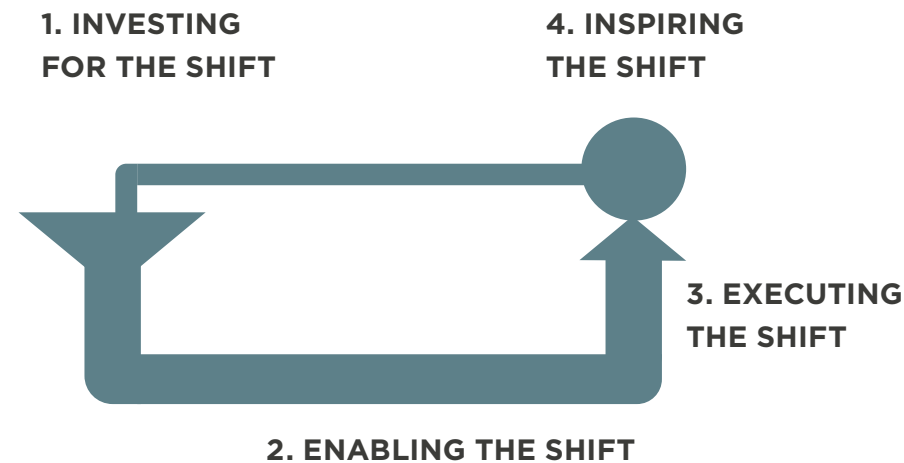 1. INVESTING
FOR THE SHIFT
4. INSPIRING
THE SHIFT
3. EXECUTING
THE SHIFT
2. ENABLING THE SHIFT